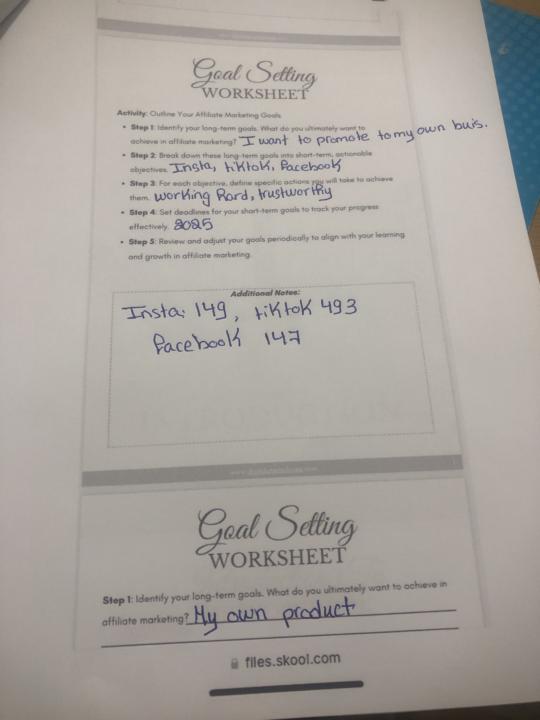 Goal Setting
WORKSHEET
Activity: Outline Your Affiliate Marketing Goals
• Step 1: Identify your long-term goals. What do you ultimately want to
achieve in affiliate marketing? I want to promote to my own buis.
• Step 2: Break down these long-term goals into short-term, actionable
objectives. Insta, tiktok, Facebook
• Step 3: For each objective, define specific actions you will take to achieve
them. working Rard, trustworthy
• Step 4: Set deadlines for your short-term goals to track your progress
effectively. 2025
• Step 5: Review and adjust your goals periodically to align with your learning
and growth in affiliate marketing.
Additional Notes:
Insta: 149, tiktok 493
Facebook 147
Goal Setting
WORKSHEET
Step 1: Identify your long-term goals. What do you ultimately want to achieve in
affiliate marketing? My own product
files.skool.com